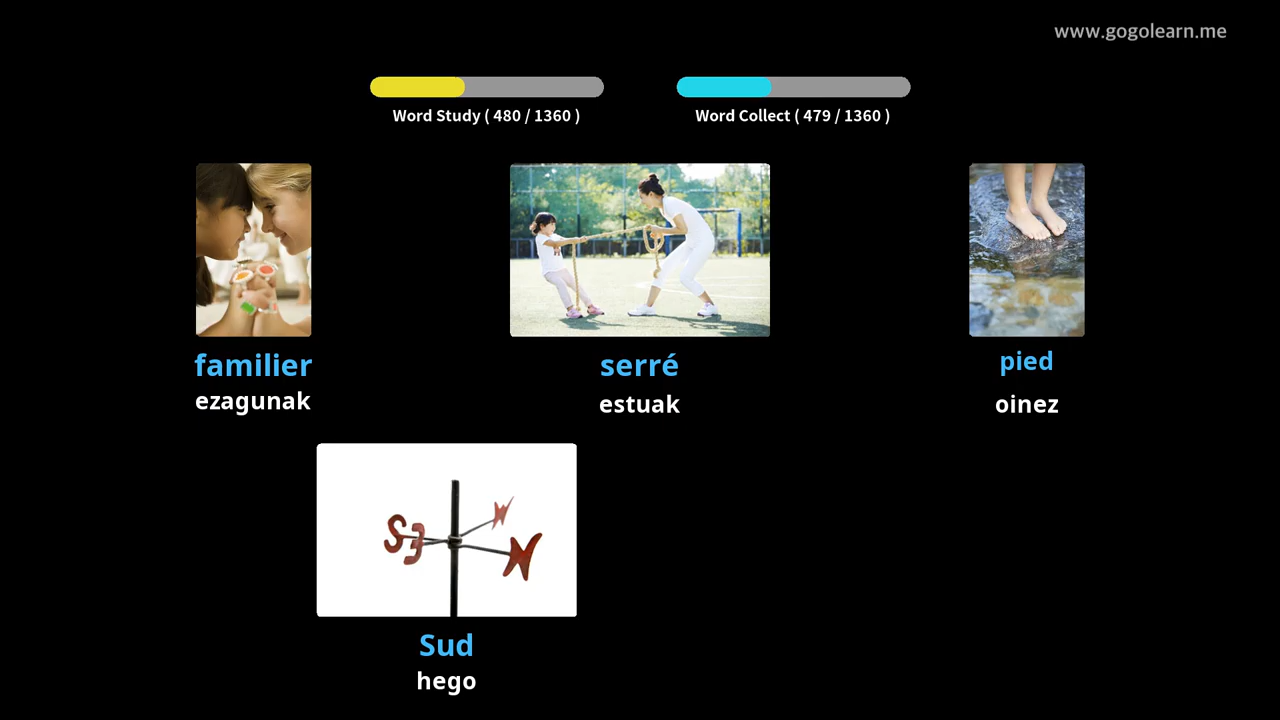 www.gogolearn.me
Word Study ( 480 / 1360 )
Word Collect ( 479 / 1360 )
familier
serré
pied
ezagunak
estuak
oinez
S
E
N
Sud
hego